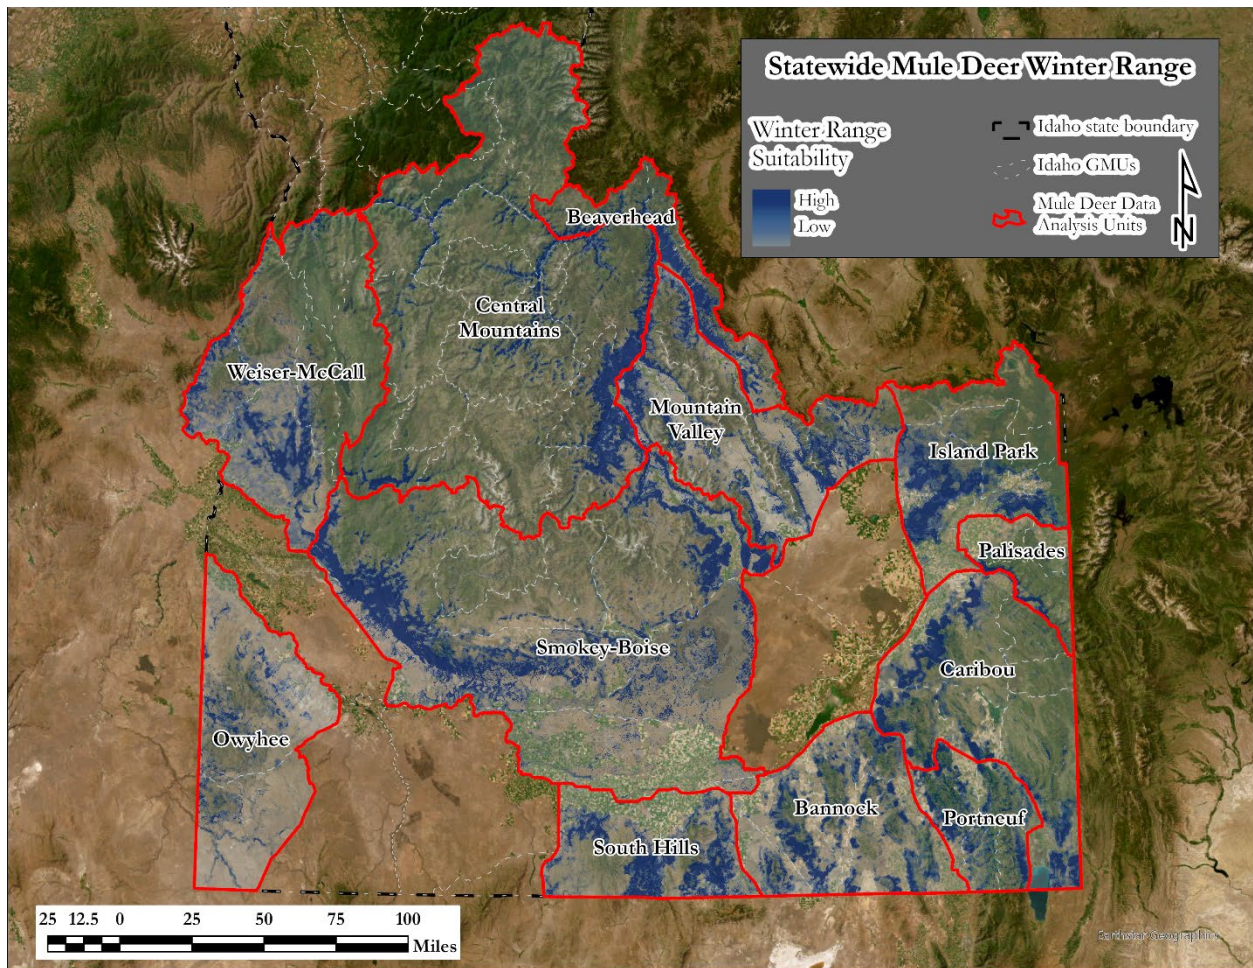 Statewide Mule Deer Winter Range
Winter Range
Suitability
High
Low
Idaho state boundary
Idaho GMUs
Mule Deer Data
Analysis Units
N
Beaverhead
Central
Mountains
Weiser-McCall
Mountain
Valley
Island Park
Palisades
Smokey-Boise
Caribou
Owyhee
Bannock
Portneuf
South Hills
25 12.5 0 25 50 75 100
Miles
Earthstar Geographics